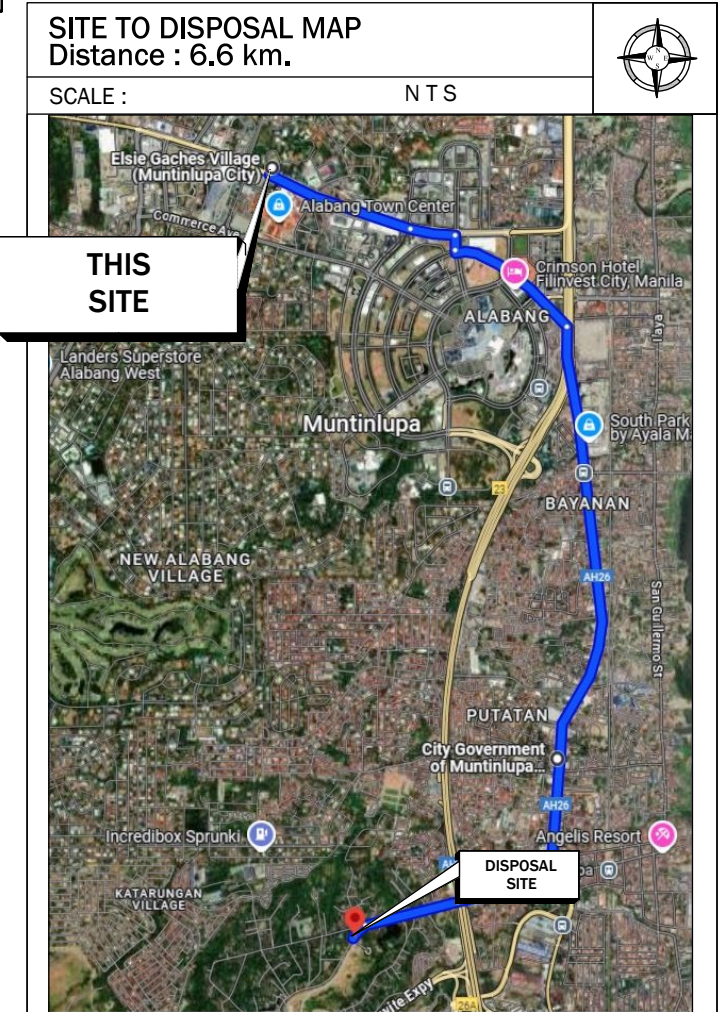 SITE TO DISPOSAL MAP
Distance : 6.6 km.
SCALE :
NTS
N
W
E
S
Elsie Gaches Village
(Muntinlupa City)
Alabang Town Center
Commerce Ave
THIS
SITE
Crimson Hotel
Filinvest City, Manila
ALABANG
Ilaya
Landers Superstore
Alabang West
Muntinlupa
South Park
by Ayala M
23
BAYANAN
NEW ALABANG
VILLAGE
AH26
San Guillermo St
PUTATAN
City Government
of Muntinlupa...
AH26
Incredibox Sprunki
Angelis Resort
DISPOSAL
SITE
KATARUNGAN
VILLAGE
Expy
26A